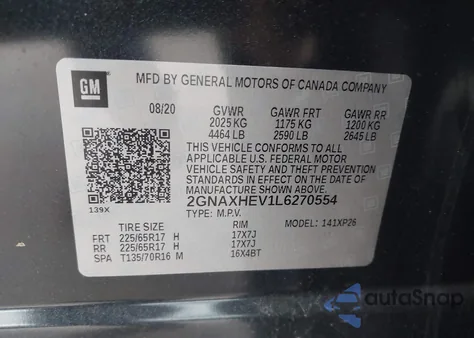 GM
MFD BY GENERAL MOTORS OF CANADA COMPANY
08/20 GVWR GAWR FRT GAWR RR
2025 KG 1175 KG 1200 KG
4464 LB 2590 LB 2645 LB
THIS VEHICLE CONFORMS TO ALL
APPLICABLE U.S. FEDERAL MOTOR
VEHICLE SAFETY AND THEFT PREVENTION
STANDARDS IN EFFECT ON THE DATE OF
MANUFACTURE SHOWN ABOVE.
2GNAXHEV1L6270554
TYPE: M.P.V.
139X
141XP26
TIRE SIZE RIM
FRT 225/65R17 H 17X7J
RR 225/65R17 H 17X7J
SPA T135/70R16 M 16X4BT
autoSnap